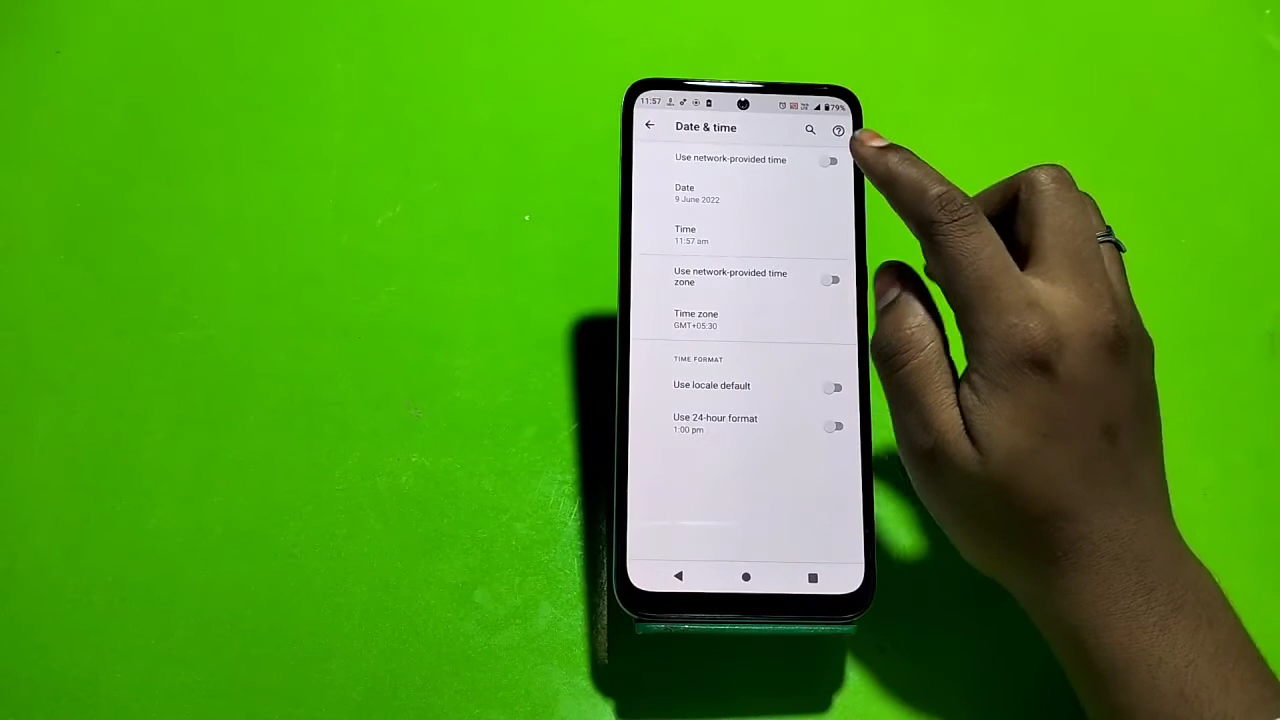 11:57 79%
Date & time
Use network-provided time
Date
9 June 2022
Time
11:57 am
Use network-provided time
zone
Time zone
GMT+05:30
TIME FORMAT
Use locale default
Use 24-hour format
1:00 pm